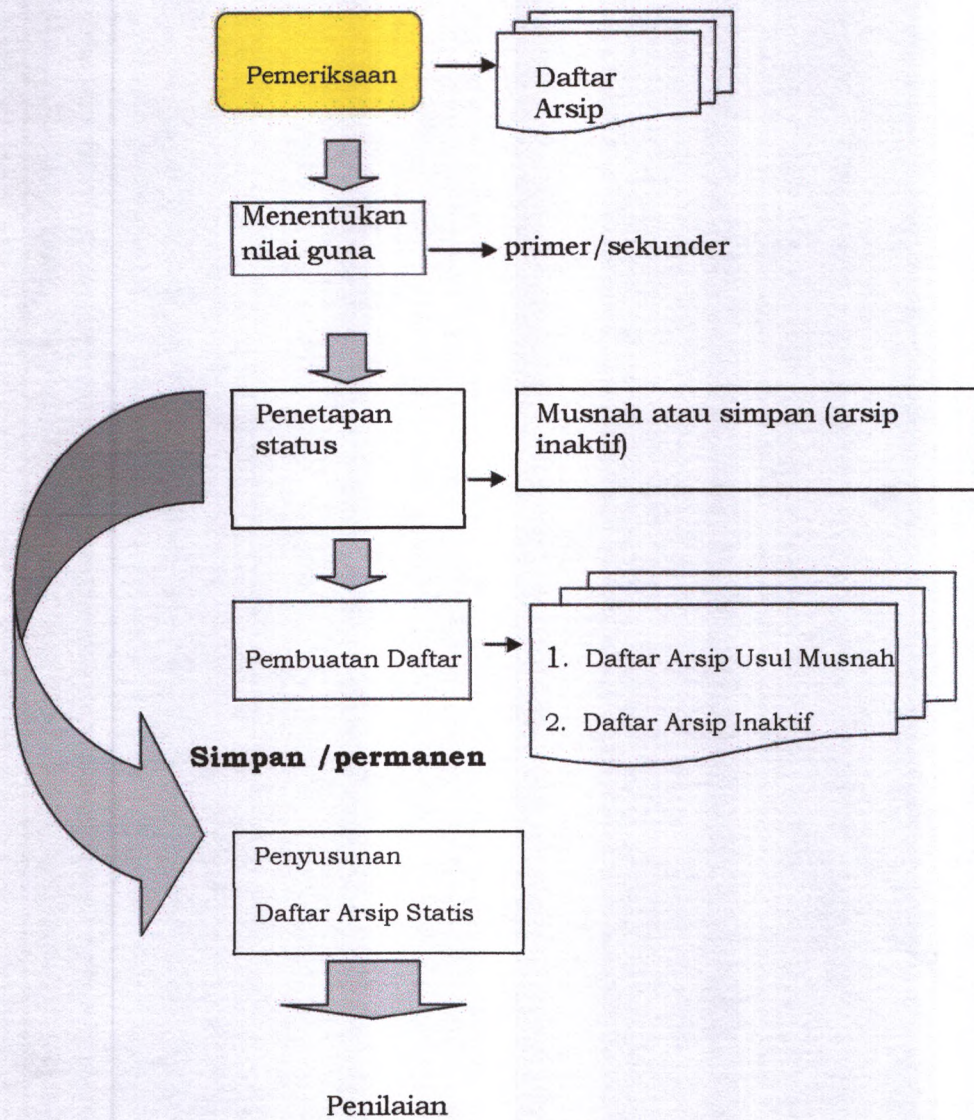 Pemeriksaan
Daftar
Arsip
Menentukan
nilai guna
primer/sekunder
Penetapan
status
Musnah atau simpan (arsip
inaktif)
Pembuatan Daftar
1. Daftar Arsip Usul Musnah
2. Daftar Arsip Inaktif
Simpan /permanen
Penyusunan
Daftar Arsip Statis
Penilaian